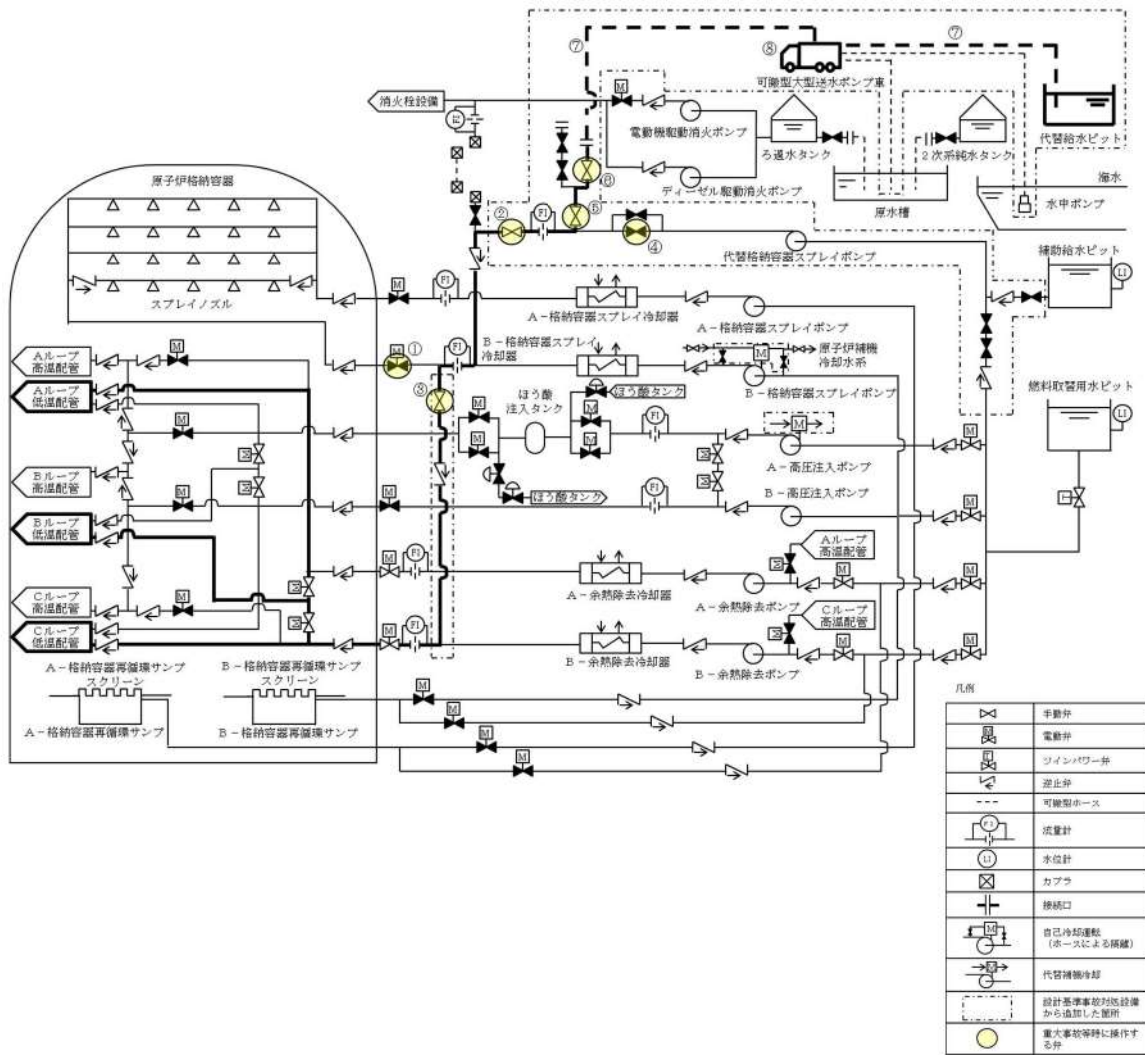 ⑦
⑧
⑦
可搬型大型送水ポンプ車
代替給水ピット
消火栓設備
FI
M
電動機駆動消火ポンプ
ろ過水タンク
2次系純水タンク
ディーゼル駆動消火ポンプ
原水槽
海水
水中ポンプ
⑥
⑤
②
FI
④
代替格納容器スプレイポンプ
補助給水ピット
LI
原子炉格納容器
スプレイノズル
M
FI
A-格納容器スプレイ冷却器
A-格納容器スプレイポンプ
B-格納容器スプレイ
冷却器
M
原子炉補機
冷却水系
B-格納容器スプレイポンプ
M
①
FI
③
燃料取替用水ピット
LI
Aループ
高温配管
Aループ
低温配管
Bループ
高温配管
Bループ
低温配管
Cループ
高温配管
Cループ
低温配管
ほう酸
注入タンク
ほう酸タンク
ほう酸タンク
A-高圧注入ポンプ
B-高圧注入ポンプ
Aループ
高温配管
A-余熱除去冷却器
A-余熱除去ポンプ
Cループ
高温配管
B-余熱除去冷却器
B-余熱除去ポンプ
A-格納容器再循環サンプ
スクリーン
A-格納容器再循環サンプ
B-格納容器再循環サンプ
スクリーン
B-格納容器再循環サンプ
凡例
手動弁
M 電動弁
ツインパワー弁
逆止弁
可搬型ホース
FI 流量計
LI 水位計
カプラ
接続口
M 自己冷却運転
(ホースによる隔離)
M 代替補機冷却
設計基準事故対処設備
から追加した箇所
重大事故等時に操作す
る弁